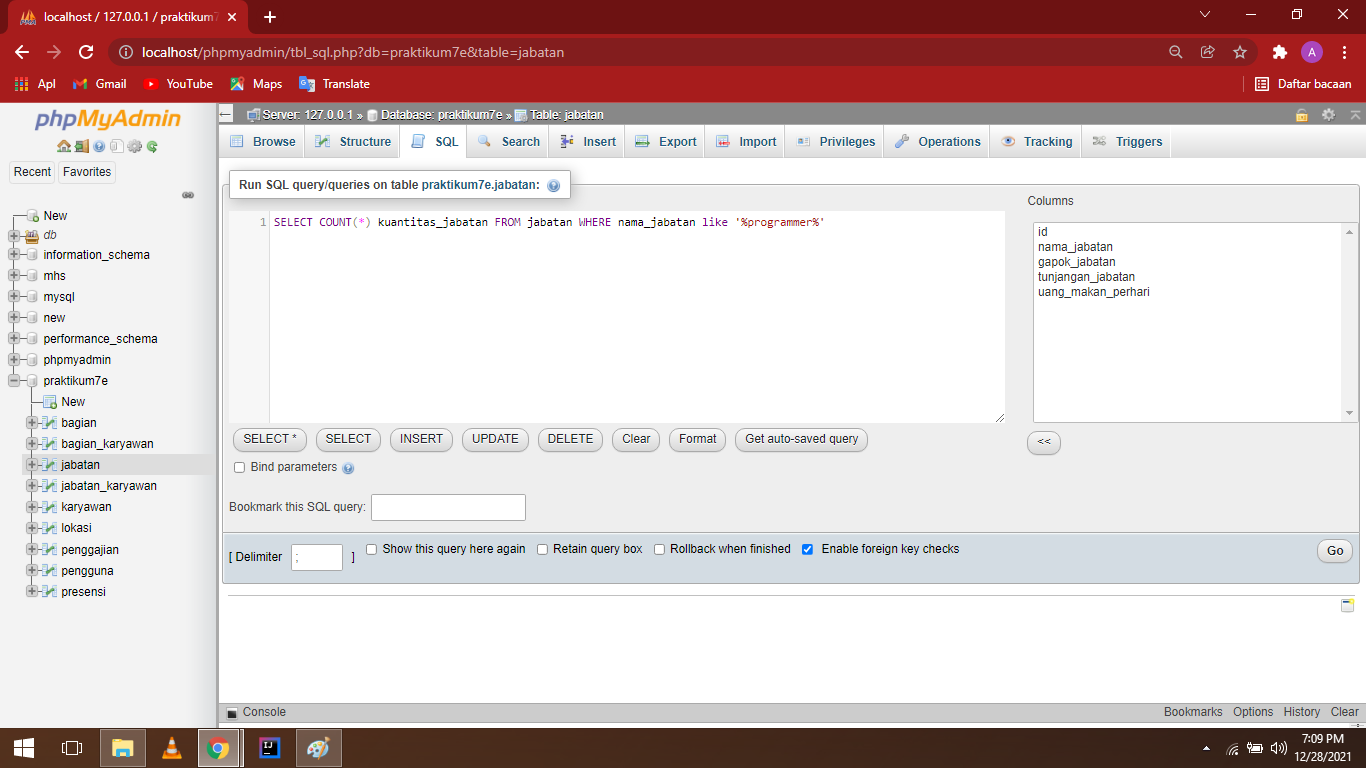 localhost / 127.0.0.1 / praktikum7
localhost/phpmyadmin/tbl_sql.php?db=praktikum7e&table=jabatan
A
Apl Gmail YouTube Maps Translate Daftar bacaan
phpMyAdmin
Recent Favorites
New
db
information_schema
mhs
mysql
new
performance_schema
phpmyadmin
praktikum7e
New
bagian
bagian_karyawan
jabatan
jabatan_karyawan
karyawan
lokasi
penggajian
pengguna
presensi
Server: 127.0.0.1 » Database: praktikum7e » Table: jabatan
Browse Structure SQL Search Insert Export Import Privileges Operations Tracking Triggers
Run SQL query/queries on table praktikum7e.jabatan:
1 SELECT COUNT(*) kuantitas_jabatan FROM jabatan WHERE nama_jabatan like '%programmer%'
Columns
id
nama_jabatan
gapok_jabatan
tunjangan_jabatan
uang_makan_perhari
SELECT * SELECT INSERT UPDATE DELETE Clear Format Get auto-saved query
<<
Bind parameters
Bookmark this SQL query:
[ Delimiter ; ] Show this query here again Retain query box Rollback when finished Enable foreign key checks Go
Console Bookmarks Options History Clear
7:09 PM
12/28/2021